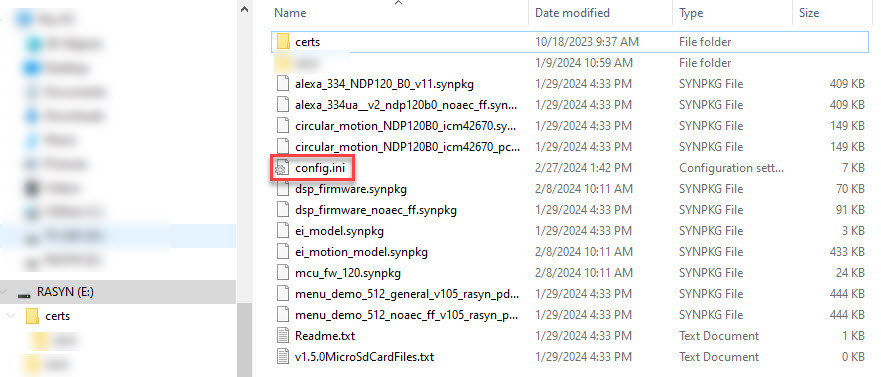 Name Date modified Type Size
certs 10/18/2023 9:37 AM File folder
1/9/2024 10:59 AM File folder
alexa_334_NDP120_B0_v11.synpkg 1/29/2024 4:33 PM SYNPKG File 409 KB
alexa_334ua__v2_ndp120b0_noaec_ff.syn... 1/29/2024 4:33 PM SYNPKG File 409 KB
circular_motion_NDP120B0_icm42670.sy... 1/29/2024 4:33 PM SYNPKG File 149 KB
circular_motion_NDP120B0_icm42670_pc... 1/29/2024 4:33 PM SYNPKG File 149 KB
config.ini 2/27/2024 1:42 PM Configuration sett... 7 KB
dsp_firmware.synpkg 2/8/2024 10:11 AM SYNPKG File 70 KB
dsp_firmware_noaec_ff.synpkg 1/29/2024 4:33 PM SYNPKG File 91 KB
ei_model.synpkg 1/29/2024 4:33 PM SYNPKG File 3 KB
ei_motion_model.synpkg 2/8/2024 10:11 AM SYNPKG File 433 KB
mcu_fw_120.synpkg 2/8/2024 10:11 AM SYNPKG File 24 KB
menu_demo_512_general_v105_rasyn_pd... 1/29/2024 4:33 PM SYNPKG File 444 KB
menu_demo_512_noaec_ff_v105_rasyn_p... 1/29/2024 4:33 PM SYNPKG File 444 KB
Readme.txt 1/29/2024 4:33 PM Text Document 1 KB
v1.5.0MicroSdCardFiles.txt 1/29/2024 4:33 PM Text Document 0 KB
RASYN (E:)
certs